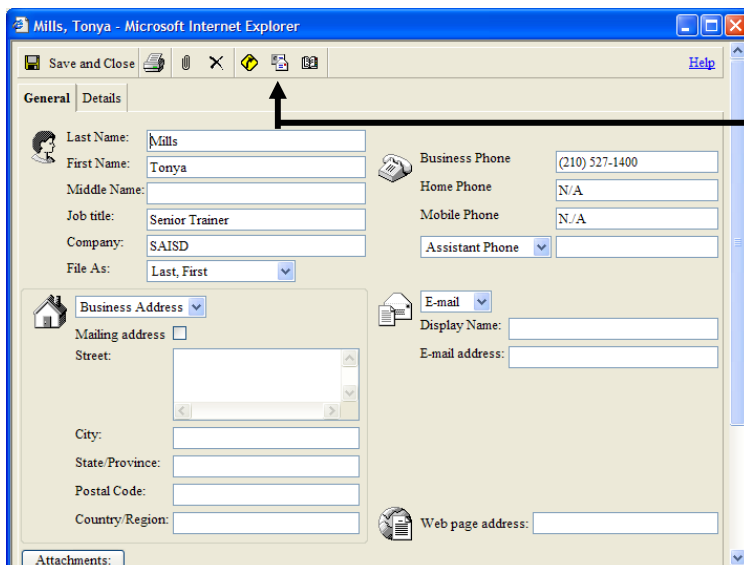 Mills, Tonya - Microsoft Internet Explorer
Save and Close
Help
General Details
Last Name: Mills
First Name: Tonya
Middle Name:
Job title: Senior Trainer
Company: SAISD
File As: Last, First
Business Phone (210) 527-1400
Home Phone N/A
Mobile Phone N./A
Assistant Phone
Business Address
Mailing address
Street:
City:
State/Province:
Postal Code:
Country/Region:
E-mail
Display Name:
E-mail address:
Web page address:
Attachments: